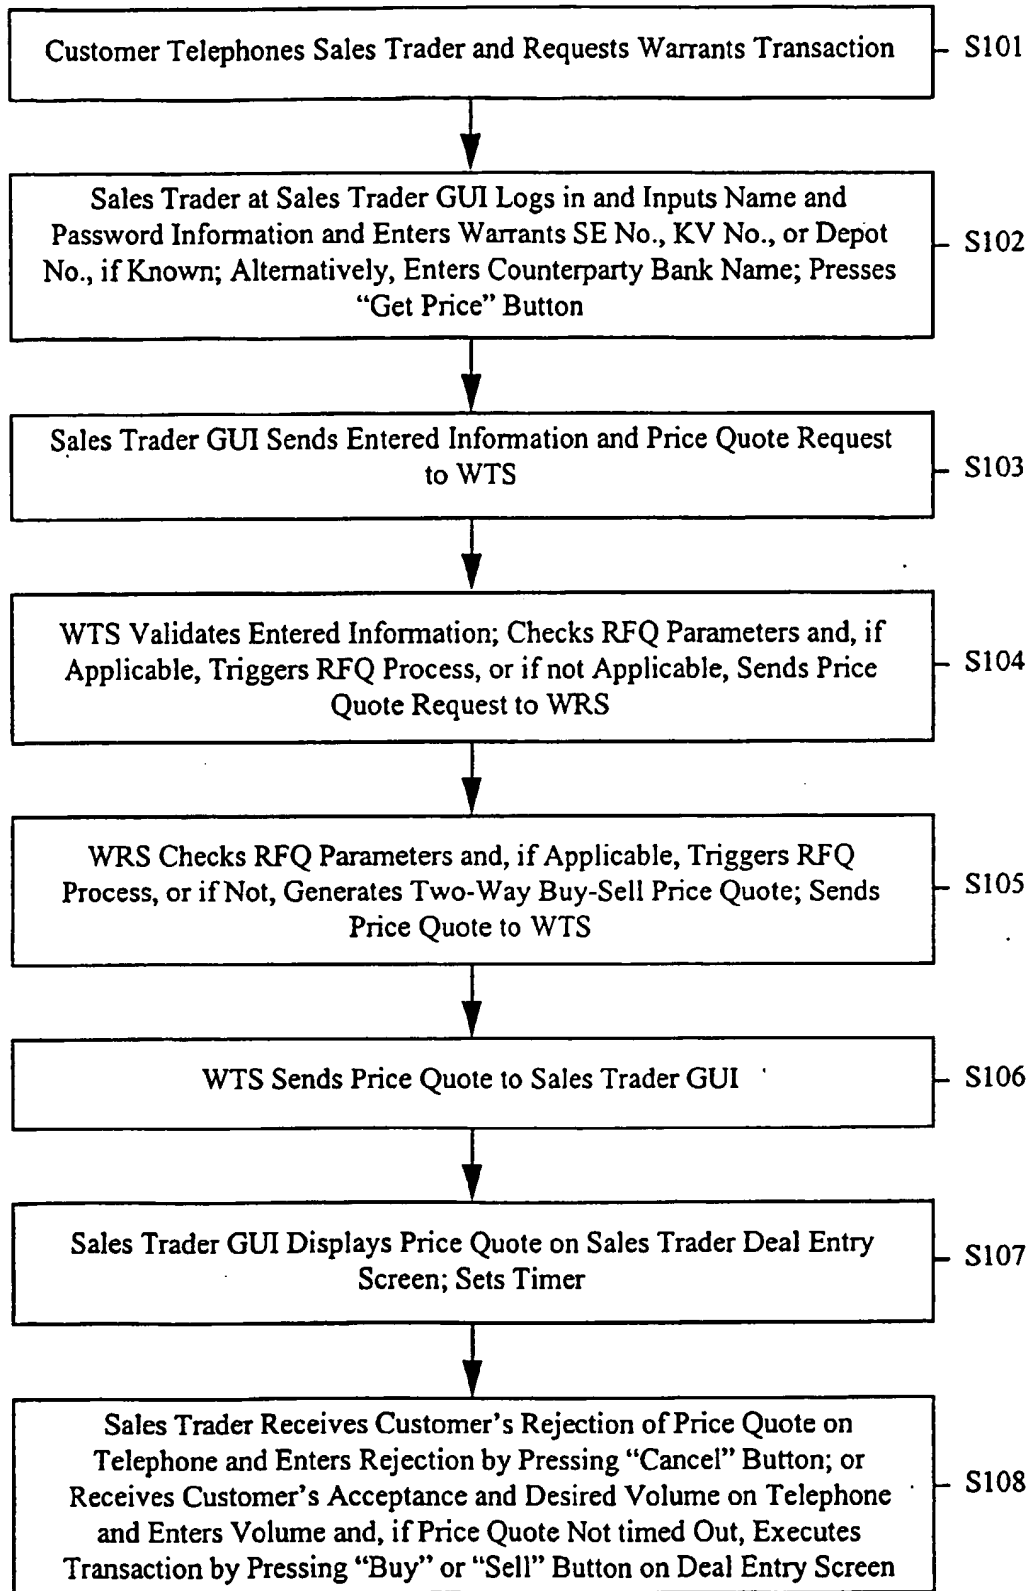 Customer Telephones Sales Trader and Requests Warrants Transaction
S101
Sales Trader at Sales Trader GUI Logs in and Inputs Name and
Password Information and Enters Warrants SE No., KV No., or Depot
No., if Known; Alternatively, Enters Counterparty Bank Name; Presses
“Get Price” Button
S102
Sales Trader GUI Sends Entered Information and Price Quote Request
to WTS
S103
WTS Validates Entered Information; Checks RFQ Parameters and, if
Applicable, Triggers RFQ Process, or if not Applicable, Sends Price
Quote Request to WRS
S104
WRS Checks RFQ Parameters and, if Applicable, Triggers RFQ
Process, or if Not, Generates Two-Way Buy-Sell Price Quote; Sends
Price Quote to WTS
S105
WTS Sends Price Quote to Sales Trader GUI
S106
Sales Trader GUI Displays Price Quote on Sales Trader Deal Entry
Screen; Sets Timer
S107
Sales Trader Receives Customer’s Rejection of Price Quote on
Telephone and Enters Rejection by Pressing “Cancel” Button; or
Receives Customer’s Acceptance and Desired Volume on Telephone
and Enters Volume and, if Price Quote Not timed Out, Executes
Transaction by Pressing “Buy” or “Sell” Button on Deal Entry Screen
S108